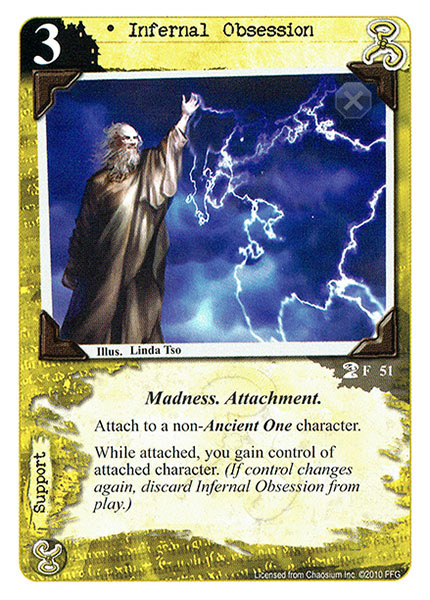 3
• Infernal Obsession
Illus. Linda Tso
F 51
Madness. Attachment.
Attach to a non-Ancient One character.
While attached, you gain control of
attached character. (If control changes
again, discard Infernal Obsession from
play.)
Support
Licensed from Chaosium Inc. ©2010 FFG